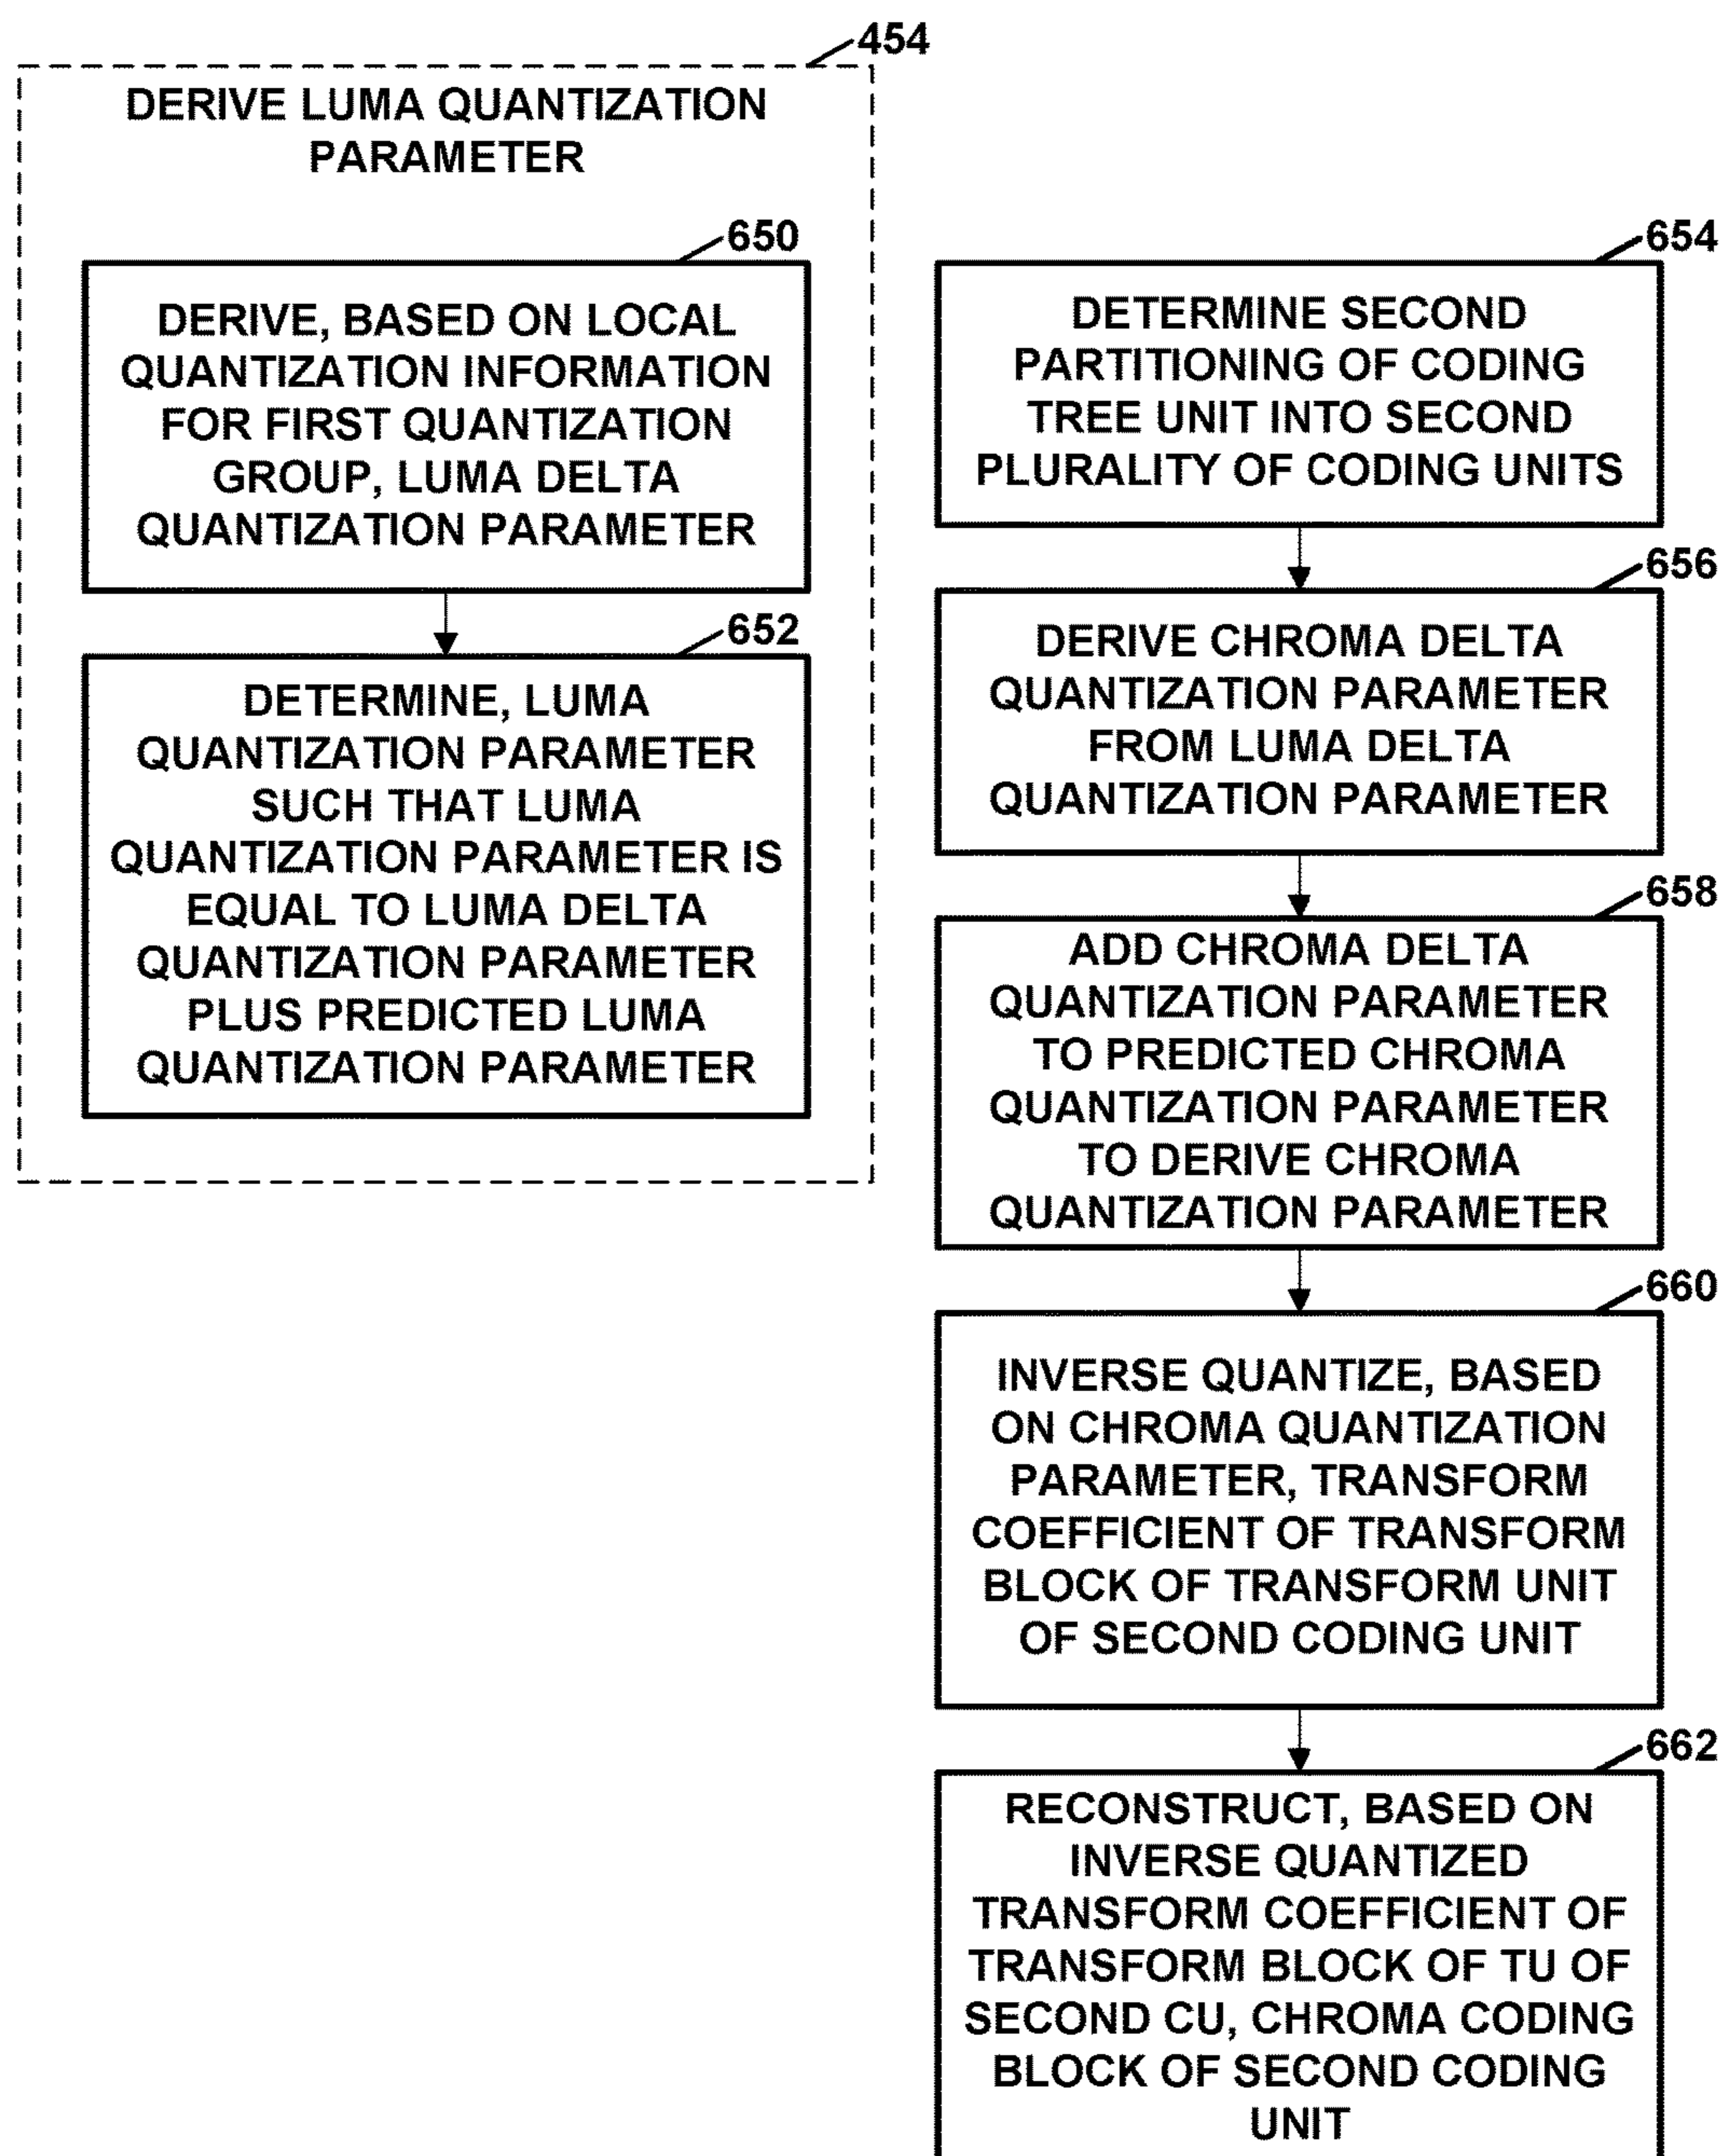 454
DERIVE LUMA QUANTIZATION
PARAMETER
650
DERIVE, BASED ON LOCAL
QUANTIZATION INFORMATION
FOR FIRST QUANTIZATION
GROUP, LUMA DELTA
QUANTIZATION PARAMETER
652
DETERMINE, LUMA
QUANTIZATION PARAMETER
SUCH THAT LUMA
QUANTIZATION PARAMETER IS
EQUAL TO LUMA DELTA
QUANTIZATION PARAMETER
PLUS PREDICTED LUMA
QUANTIZATION PARAMETER
654
DETERMINE SECOND
PARTITIONING OF CODING
TREE UNIT INTO SECOND
PLURALITY OF CODING UNITS
656
DERIVE CHROMA DELTA
QUANTIZATION PARAMETER
FROM LUMA DELTA
QUANTIZATION PARAMETER
658
ADD CHROMA DELTA
QUANTIZATION PARAMETER
TO PREDICTED CHROMA
QUANTIZATION PARAMETER
TO DERIVE CHROMA
QUANTIZATION PARAMETER
660
INVERSE QUANTIZE, BASED
ON CHROMA QUANTIZATION
PARAMETER, TRANSFORM
COEFFICIENT OF TRANSFORM
BLOCK OF TRANSFORM UNIT
OF SECOND CODING UNIT
662
RECONSTRUCT, BASED ON
INVERSE QUANTIZED
TRANSFORM COEFFICIENT OF
TRANSFORM BLOCK OF TU OF
SECOND CU, CHROMA CODING
BLOCK OF SECOND CODING
UNIT